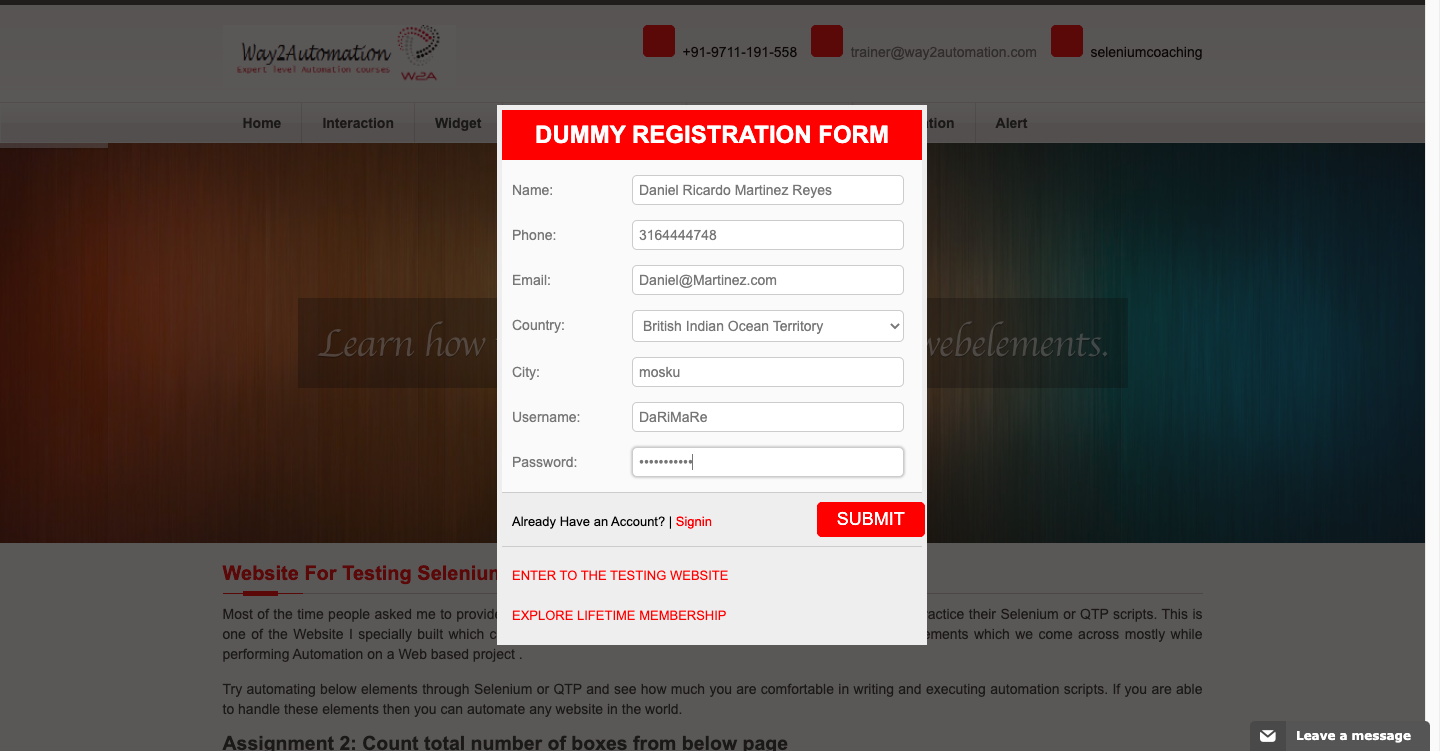 Way2Automation
Expert level Automation courses
W2A
+91-9711-191-558
trainer@way2automation.com
seleniumcoaching
Home Interaction Widget Alert
DUMMY REGISTRATION FORM
Name: Daniel Ricardo Martinez Reyes
Phone: 3164444748
Email: Daniel@Martinez.com
Country: British Indian Ocean Territory
City: mosku
Username: DaRiMaRe
Password: •••••••••••
Already Have an Account? | Signin
SUBMIT
ENTER TO THE TESTING WEBSITE
EXPLORE LIFETIME MEMBERSHIP
Learn how webelements.
Website For Testing Selenium
Most of the time people asked me to provide practice their Selenium or QTP scripts. This is
one of the Website I specially built which elements which we come across mostly while
performing Automation on a Web based project .
Try automating below elements through Selenium or QTP and see how much you are comfortable in writing and executing automation scripts. If you are able
to handle these elements then you can automate any website in the world.
Assignment 2: Count total number of boxes from below page
Leave a message